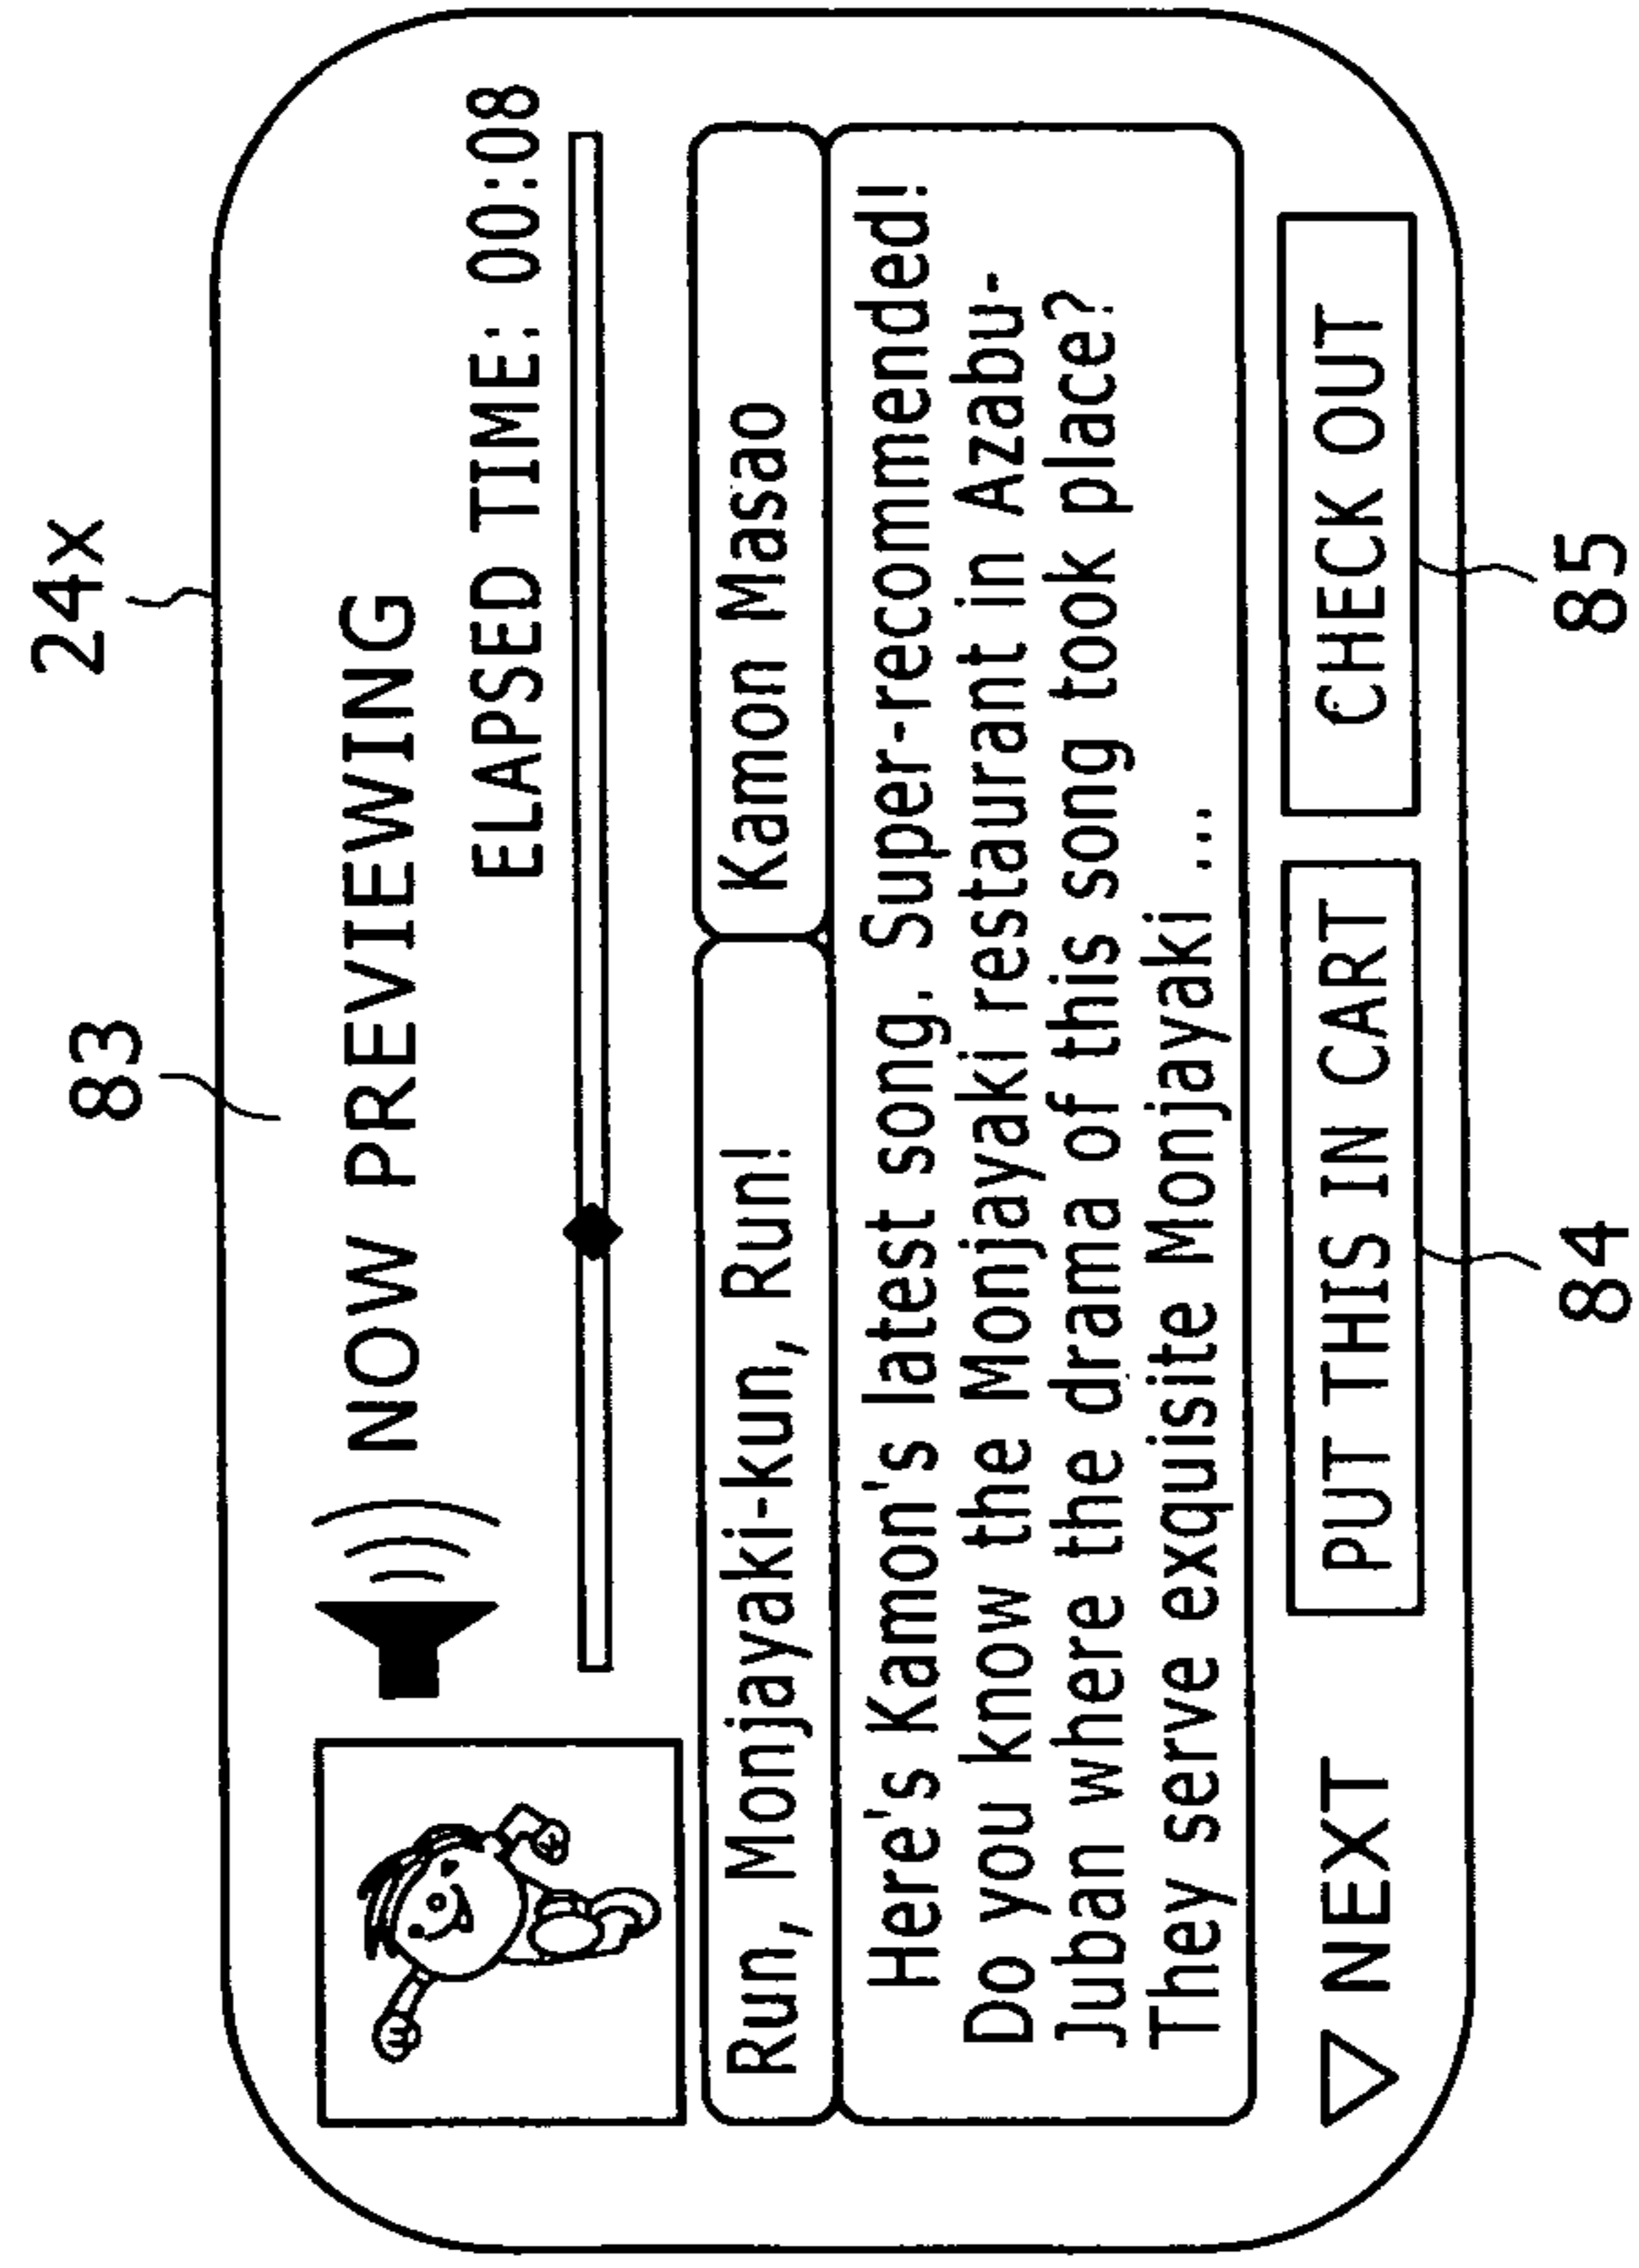 83
24x
NOW PREVIEWING
ELAPSED TIME: 00:08
Run, Monjayaki-kun, Run!
Kamon Masao
Here's Kamon's latest song. Super-recommended!
Do you know the Monjayaki restaurant in Azabu-
Juban where the drama of this song took place?
They serve exquisite Monjayaki ...
NEXT
PUT THIS IN CART
CHECK OUT
84
85